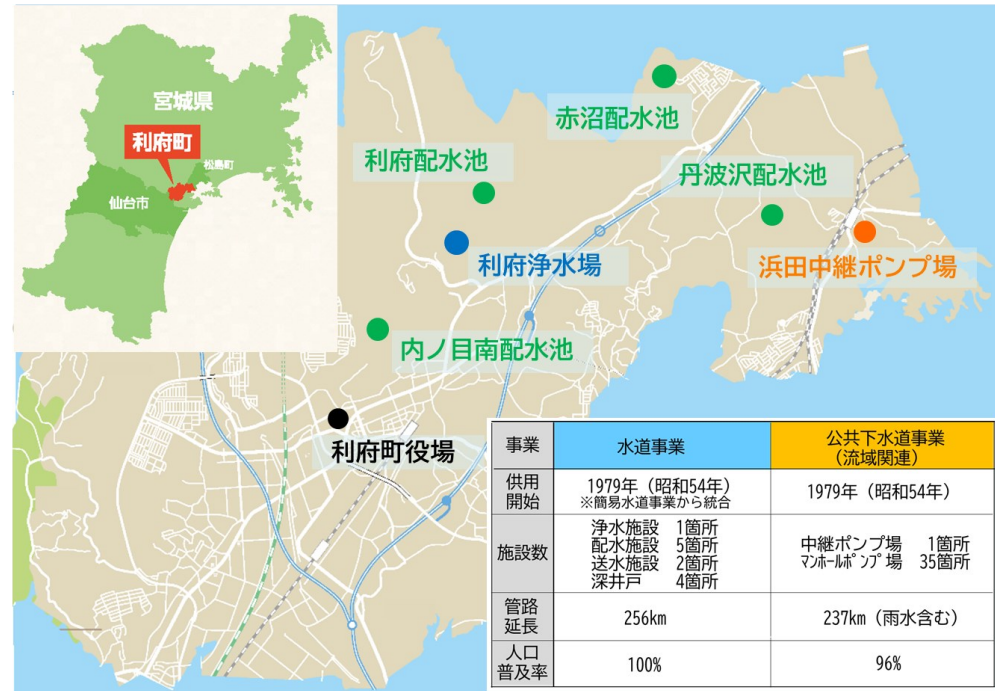 宮城県
利府町
松島町
仙台市
赤沼配水池
利府配水池
丹波沢配水池
利府浄水場
浜田中継ポンプ場
内ノ目南配水池
利府町役場
事業
水道事業
公共下水道事業
(流域関連)
供用
開始
1979年(昭和54年)
※簡易水道事業から統合
1979年(昭和54年)
施設数
浄水施設 1箇所
配水施設 5箇所
送水施設 2箇所
深井戸 4箇所
中継ポンプ場 1箇所
ﾏﾝﾎｰﾙﾎﾟﾝﾌﾟ場 35箇所
管路
延長
256km
237km(雨水含む)
人口
普及率
100%
96%